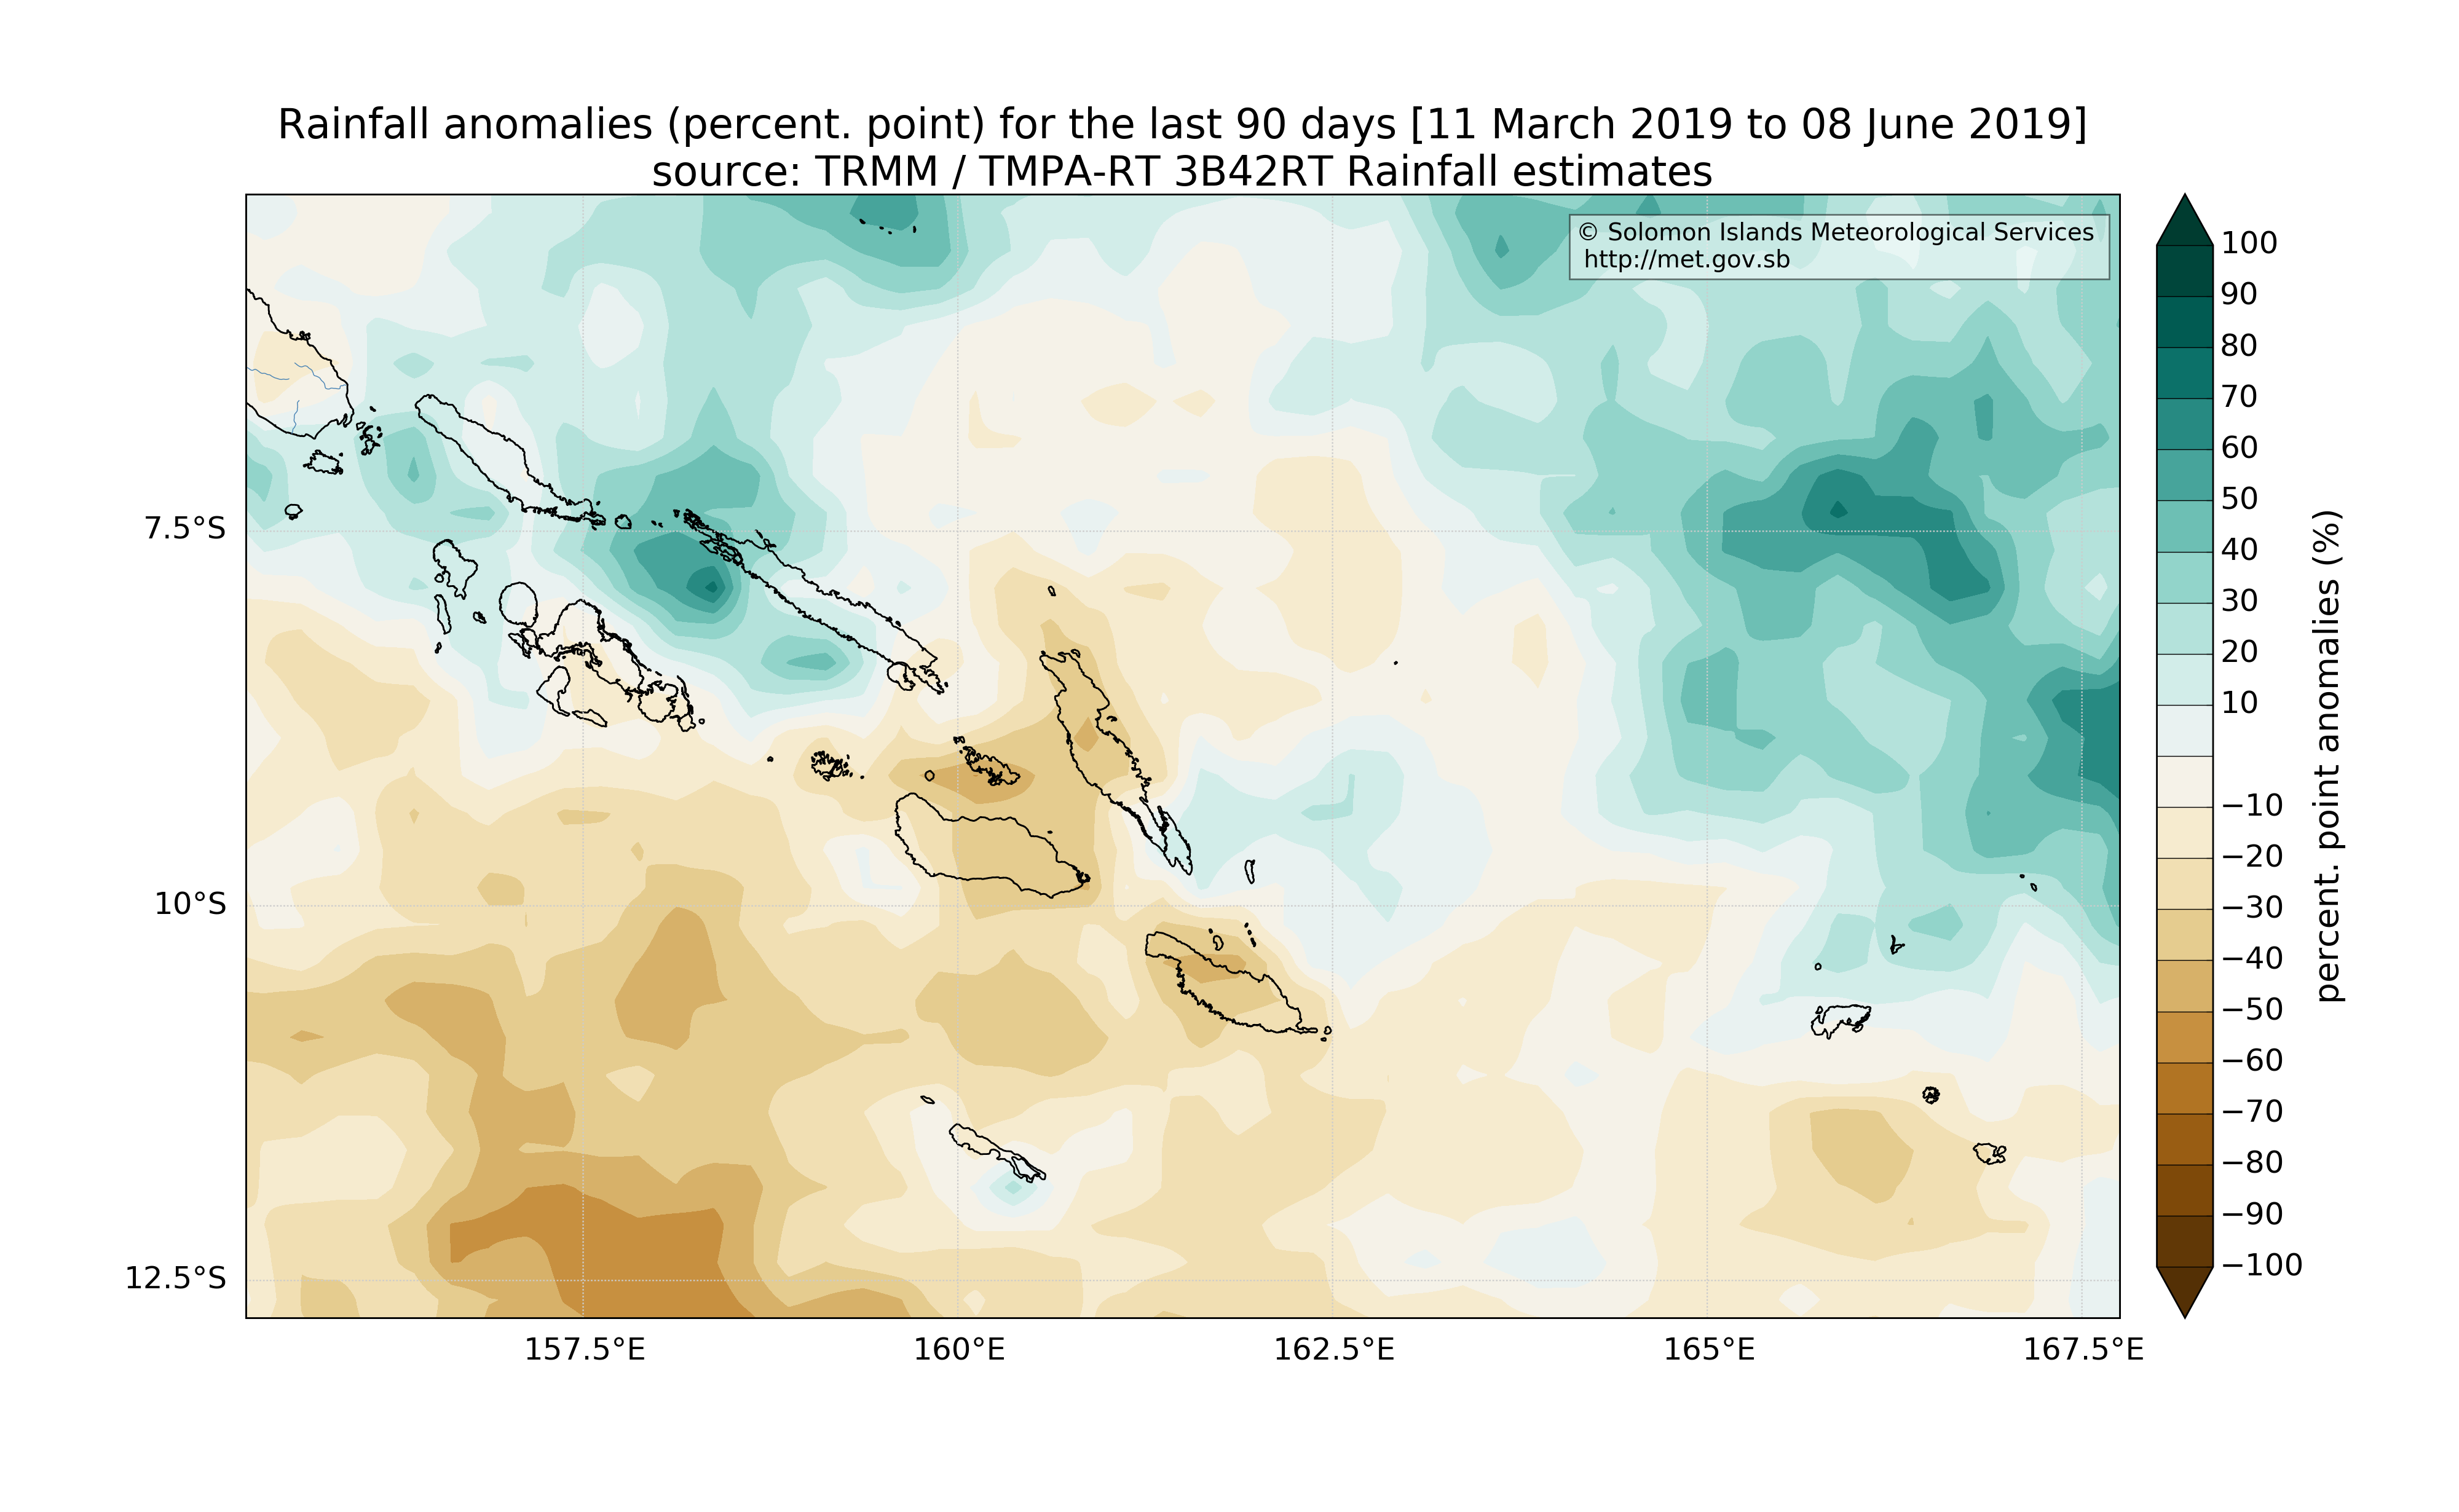 Rainfall anomalies (percent. point) for the last 90 days [11 March 2019 to 08 June 2019]
source: TRMM / TMPA-RT 3B42RT Rainfall estimates
© Solomon Islands Meteorological Services
http://met.gov.sb
7.5°S
10°S
12.5°S
157.5°E
160°E
162.5°E
165°E
167.5°E
100
90
80
70
60
50
40
30
20
10
−10
−20
−30
−40
−50
−60
−70
−80
−90
−100
percent. point anomalies (%)